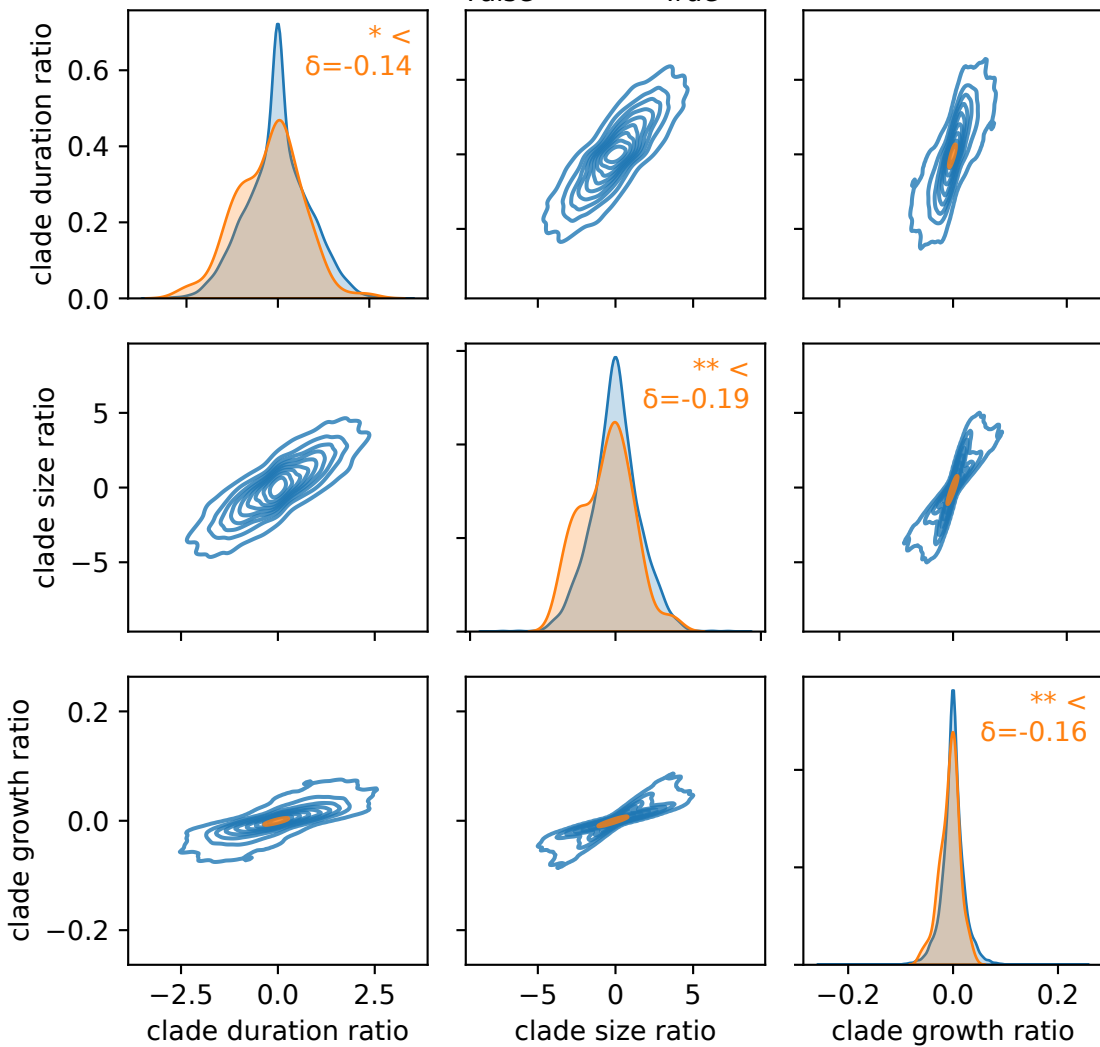 clade duration ratio
0.6
0.4
0.2
0.0
* <
δ=-0.14
clade size ratio
5
0
−5
** <
δ=-0.19
clade growth ratio
0.2
0.0
−0.2
** <
δ=-0.16
−2.5 0.0 2.5
−5 0 5
−0.2 0.0 0.2
clade duration ratio
clade size ratio
clade growth ratio